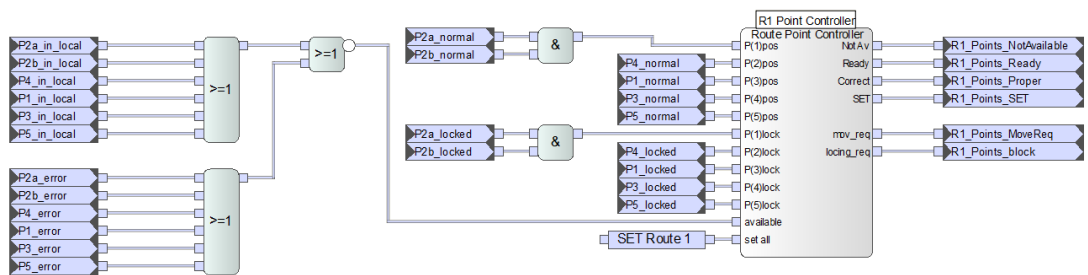 P2a_in_local
P2b_in_local
P4_in_local
P1_in_local
P3_in_local
P5_in_local
>=1
>=1
P2a_error
P2b_error
P4_error
P1_error
P3_error
P5_error
>=1
P2a_normal
P2b_normal
&
P4_normal
P1_normal
P3_normal
P5_normal
P2a_locked
P2b_locked
&
P4_locked
P1_locked
P3_locked
P5_locked
SET Route 1
R1 Point Controller
Route Point Controller
P(1)pos
P(2)pos
P(3)pos
P(4)pos
P(5)pos
P(1)lock
P(2)lock
P(3)lock
P(4)lock
P(5)lock
available
set all
Not Av
Ready
Correct
SET
mov_req
locing_req
R1_Points_NotAvailable
R1_Points_Ready
R1_Points_Proper
R1_Points_SET
R1_Points_MoveReq
R1_Points_block